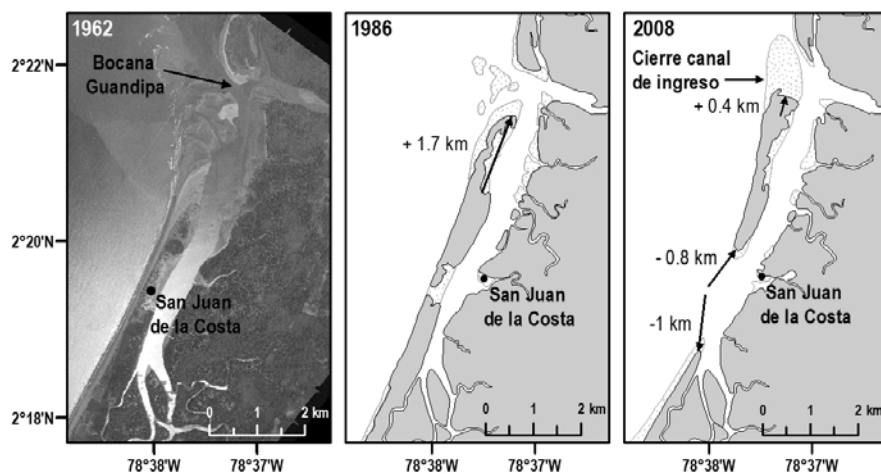 1962
Bocana
Guandipa
San Juan
de la Costa
0 1 2 km
2°22'N
2°20'N
2°18'N
78°38'W 78°37'W
1986
+ 1.7 km
San Juan
de la Costa
0 1 2 km
78°38'W 78°37'W
2008
Cierre canal
de ingreso
+ 0.4 km
- 0.8 km
-1 km
San Juan
de la Costa
0 1 2 km
78°38'W 78°37'W